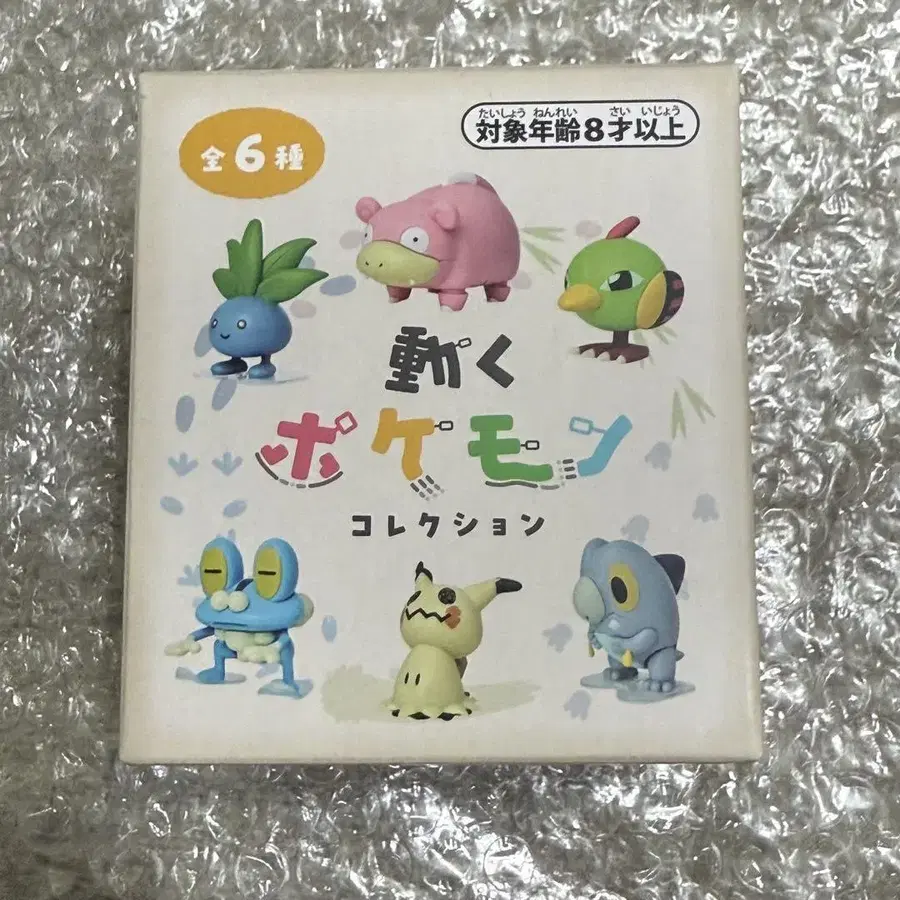 全6種
たいしょう ねんれい さい いじょう
対象年齢8才以上
動く
ポケモン
コレクション